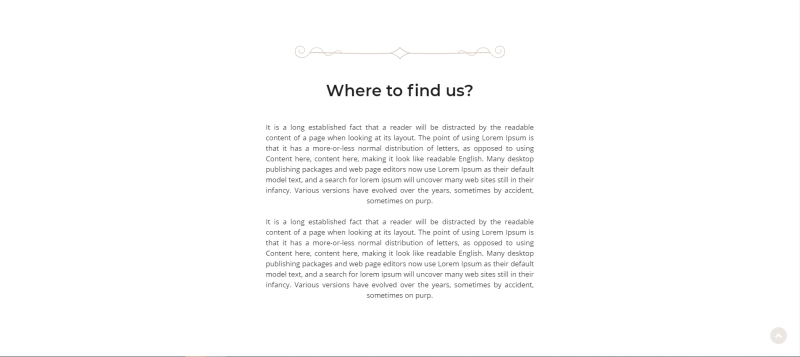 Where to find us?
It is a long established fact that a reader will be distracted by the readable
content of a page when looking at its layout. The point of using Lorem Ipsum is
that it has a more-or-less normal distribution of letters, as opposed to using
Content here, content here, making it look like readable English. Many desktop
publishing packages and web page editors now use Lorem Ipsum as their default
model text, and a search for lorem ipsum will uncover many web sites still in their
infancy. Various versions have evolved over the years, sometimes by accident,
sometimes on purp.
It is a long established fact that a reader will be distracted by the readable
content of a page when looking at its layout. The point of using Lorem Ipsum is
that it has a more-or-less normal distribution of letters, as opposed to using
Content here, content here, making it look like readable English. Many desktop
publishing packages and web page editors now use Lorem Ipsum as their default
model text, and a search for lorem ipsum will uncover many web sites still in their
infancy. Various versions have evolved over the years, sometimes by accident,
sometimes on purp.